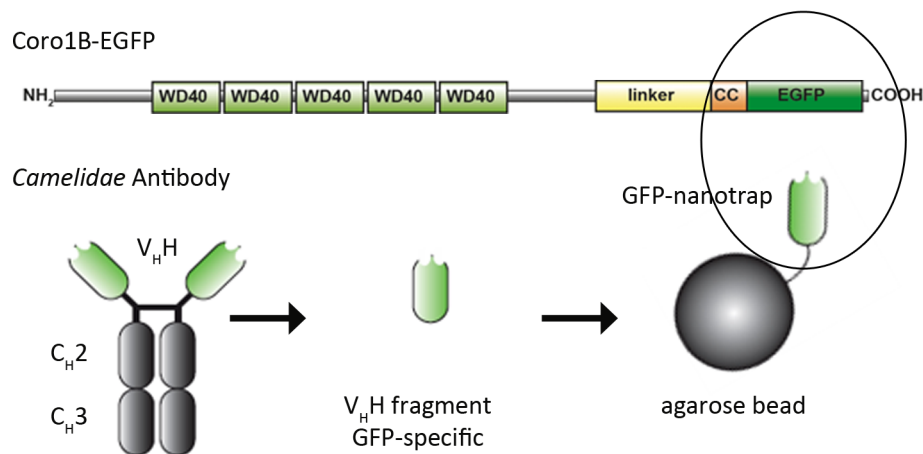 Coro1B-EGFP
NH₂ WD40 WD40 WD40 WD40 WD40 linker CC EGFP COOH
Camelidae Antibody
GFP-nanotrap
VHH
CH2
CH3
VHH fragment
GFP-specific
agarose bead